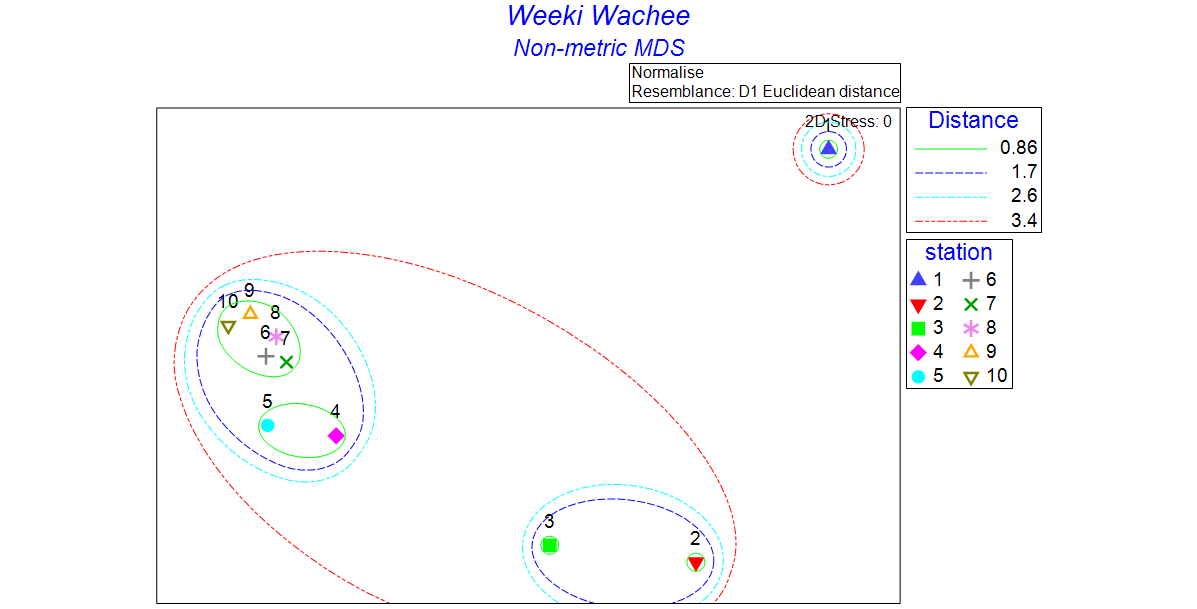 Weeki Wachee
Non-metric MDS
Normalise
Resemblance: D1 Euclidean distance
2D Stress: 0
1
Distance
0.86
1.7
2.6
3.4
station
1 6
2 7
3 8
4 9
5 10
9
10
8
6
7
5
4
3
2